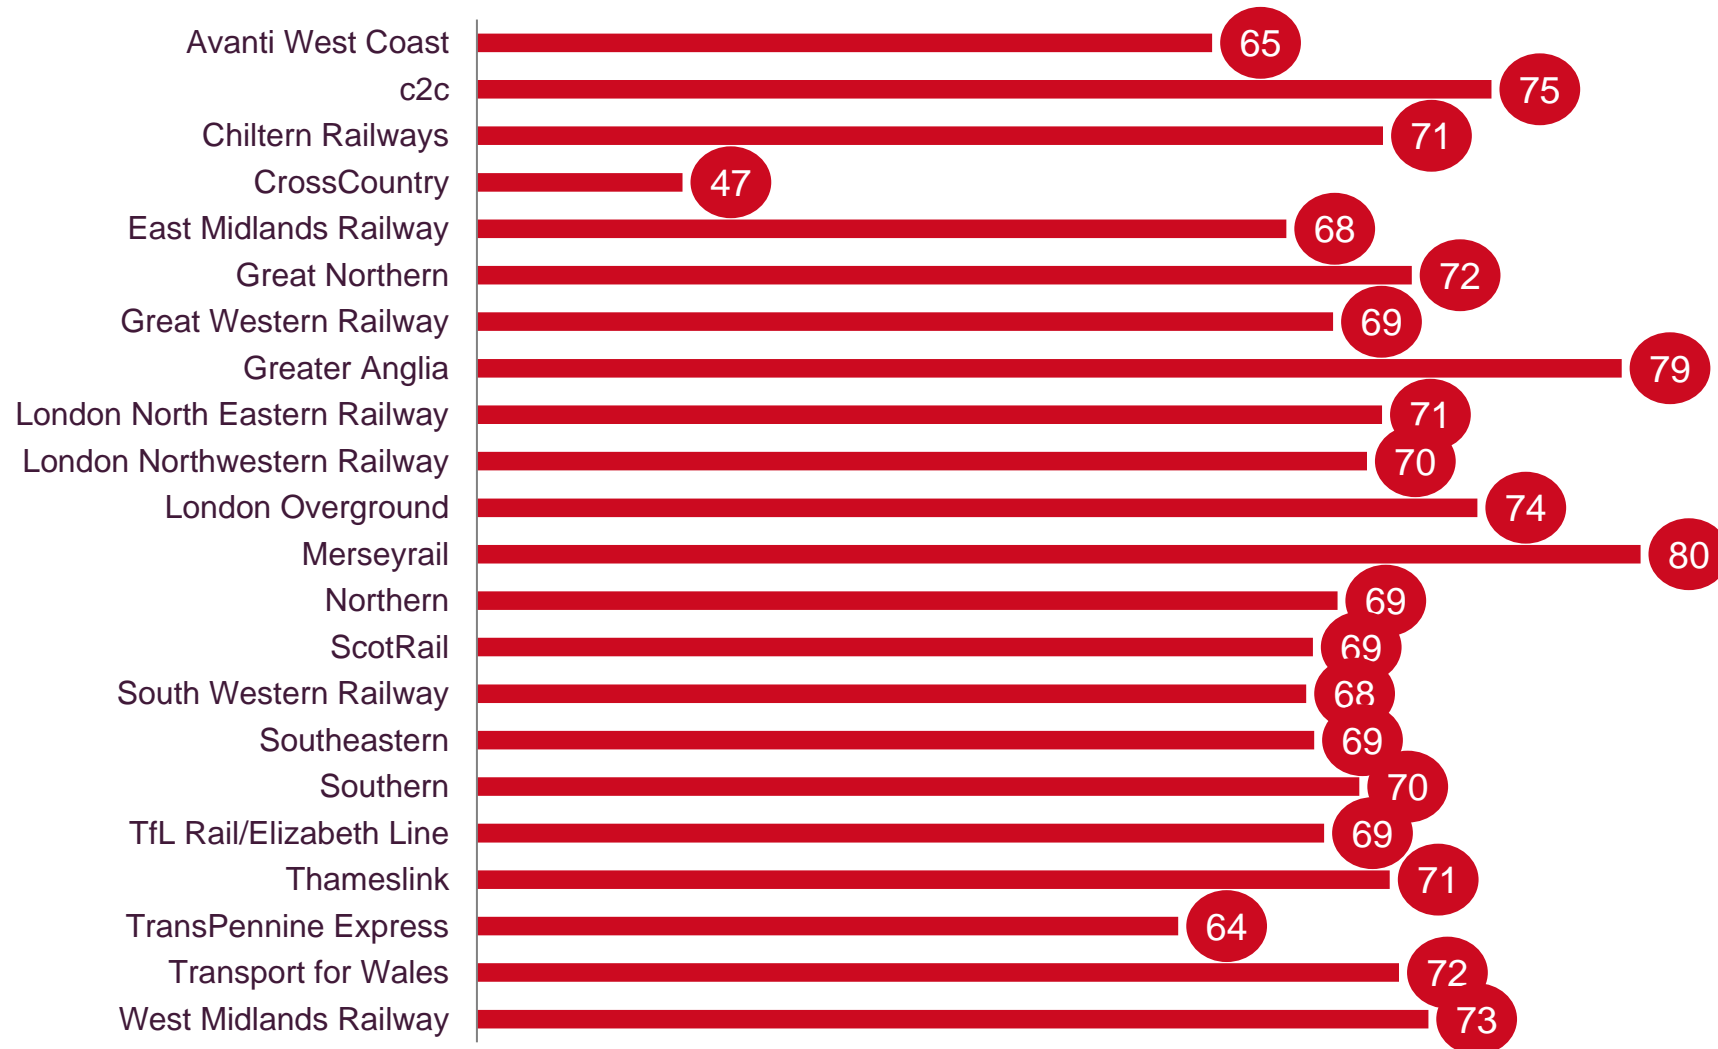 Avanti West Coast 65
c2c 75
Chiltern Railways 71
CrossCountry 47
East Midlands Railway 68
Great Northern 72
Great Western Railway 69
Greater Anglia 79
London North Eastern Railway 71
London Northwestern Railway 70
London Overground 74
Merseyrail 80
Northern 69
ScotRail 69
South Western Railway 68
Southeastern 69
Southern 70
TfL Rail/Elizabeth Line 69
Thameslink 71
TransPennine Express 64
Transport for Wales 72
West Midlands Railway 73